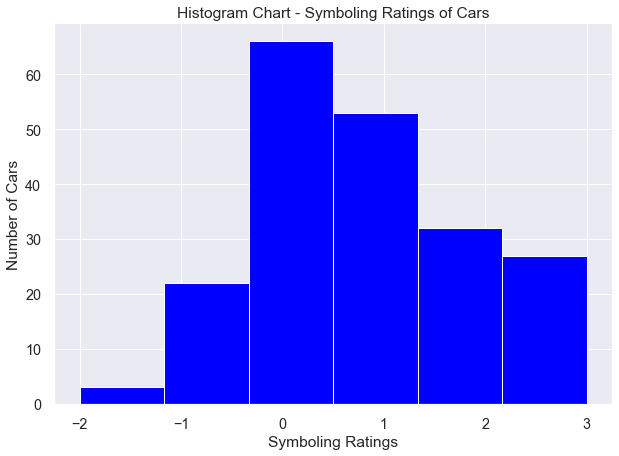 Histogram Chart - Symboling Ratings of Cars
Number of Cars
60
50
40
30
20
10
0
−2 −1 0 1 2 3
Symboling Ratings